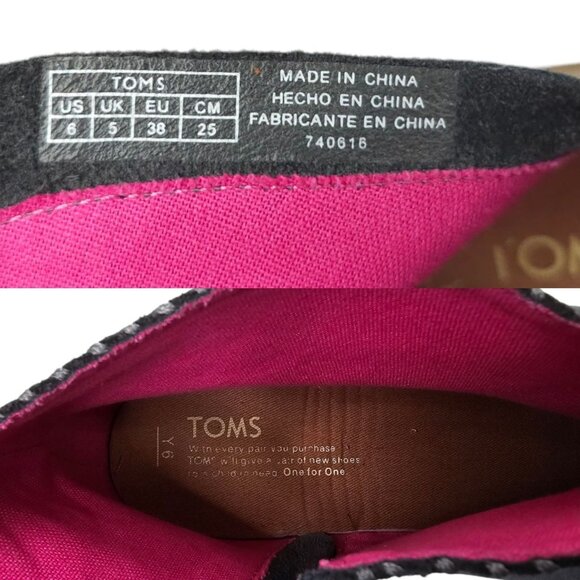 TOMS
US UK EU CM
6 5 38 25
MADE IN CHINA
HECHO EN CHINA
FABRICANTE EN CHINA
740616
TOMS
Y6
TOMS
With every pair you purchase
TOMS will give a pair of new shoes
to a child in need. One for One.